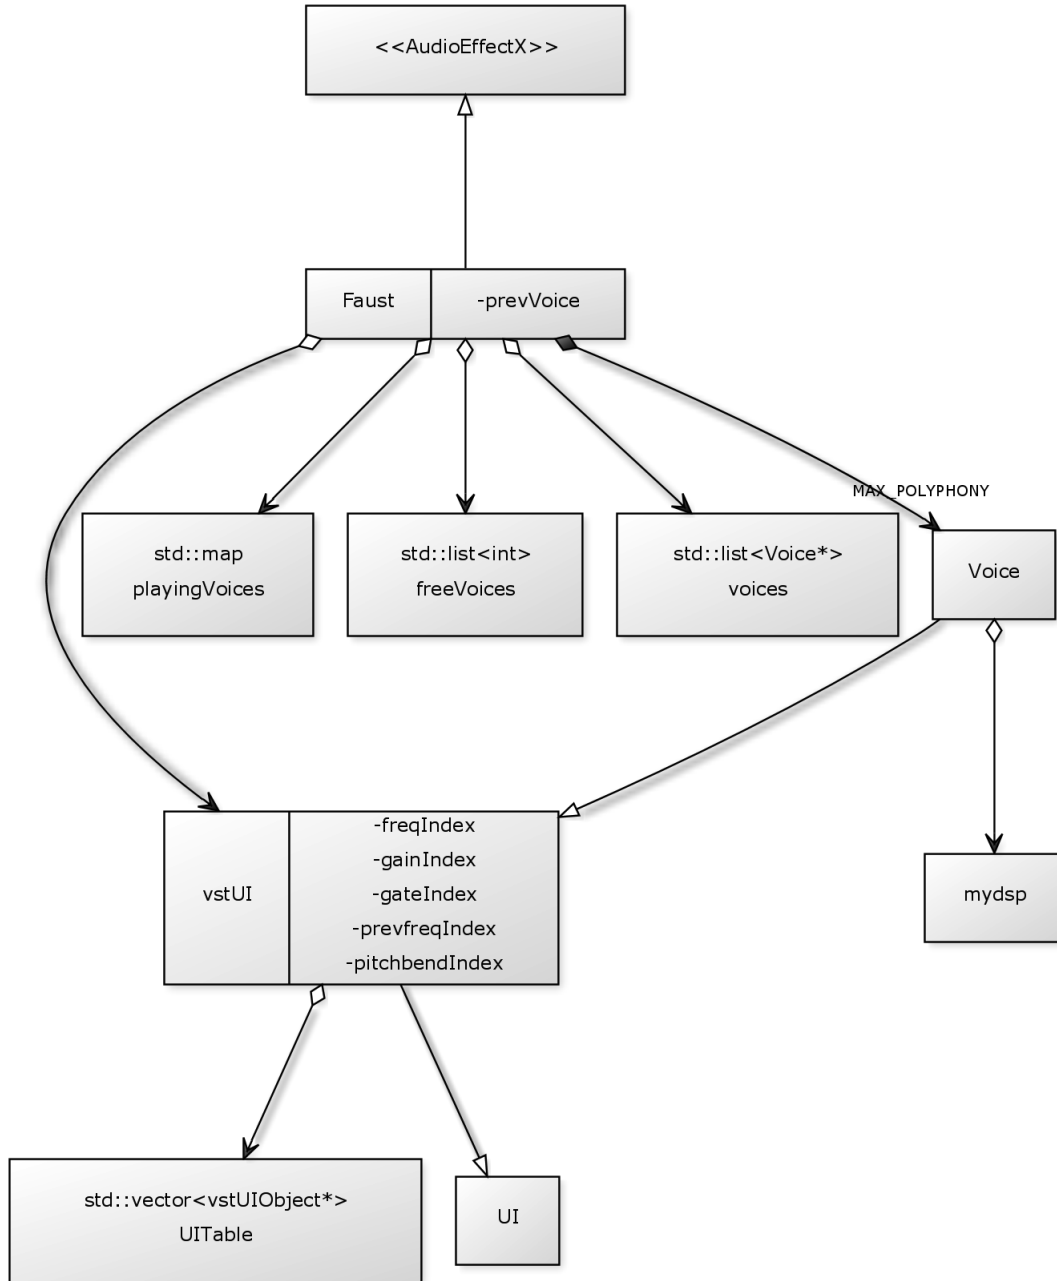 <<AudioEffectX>>
Faust
-prevVoice
MAX_POLYPHONY
std::map
playingVoices
std::list<int>
freeVoices
std::list<Voice*>
voices
Voice
vstUI
-freqIndex
-gainIndex
-gateIndex
-prevfreqIndex
-pitchbendIndex
mydsp
std::vector<vstUIObject*>
UITable
UI